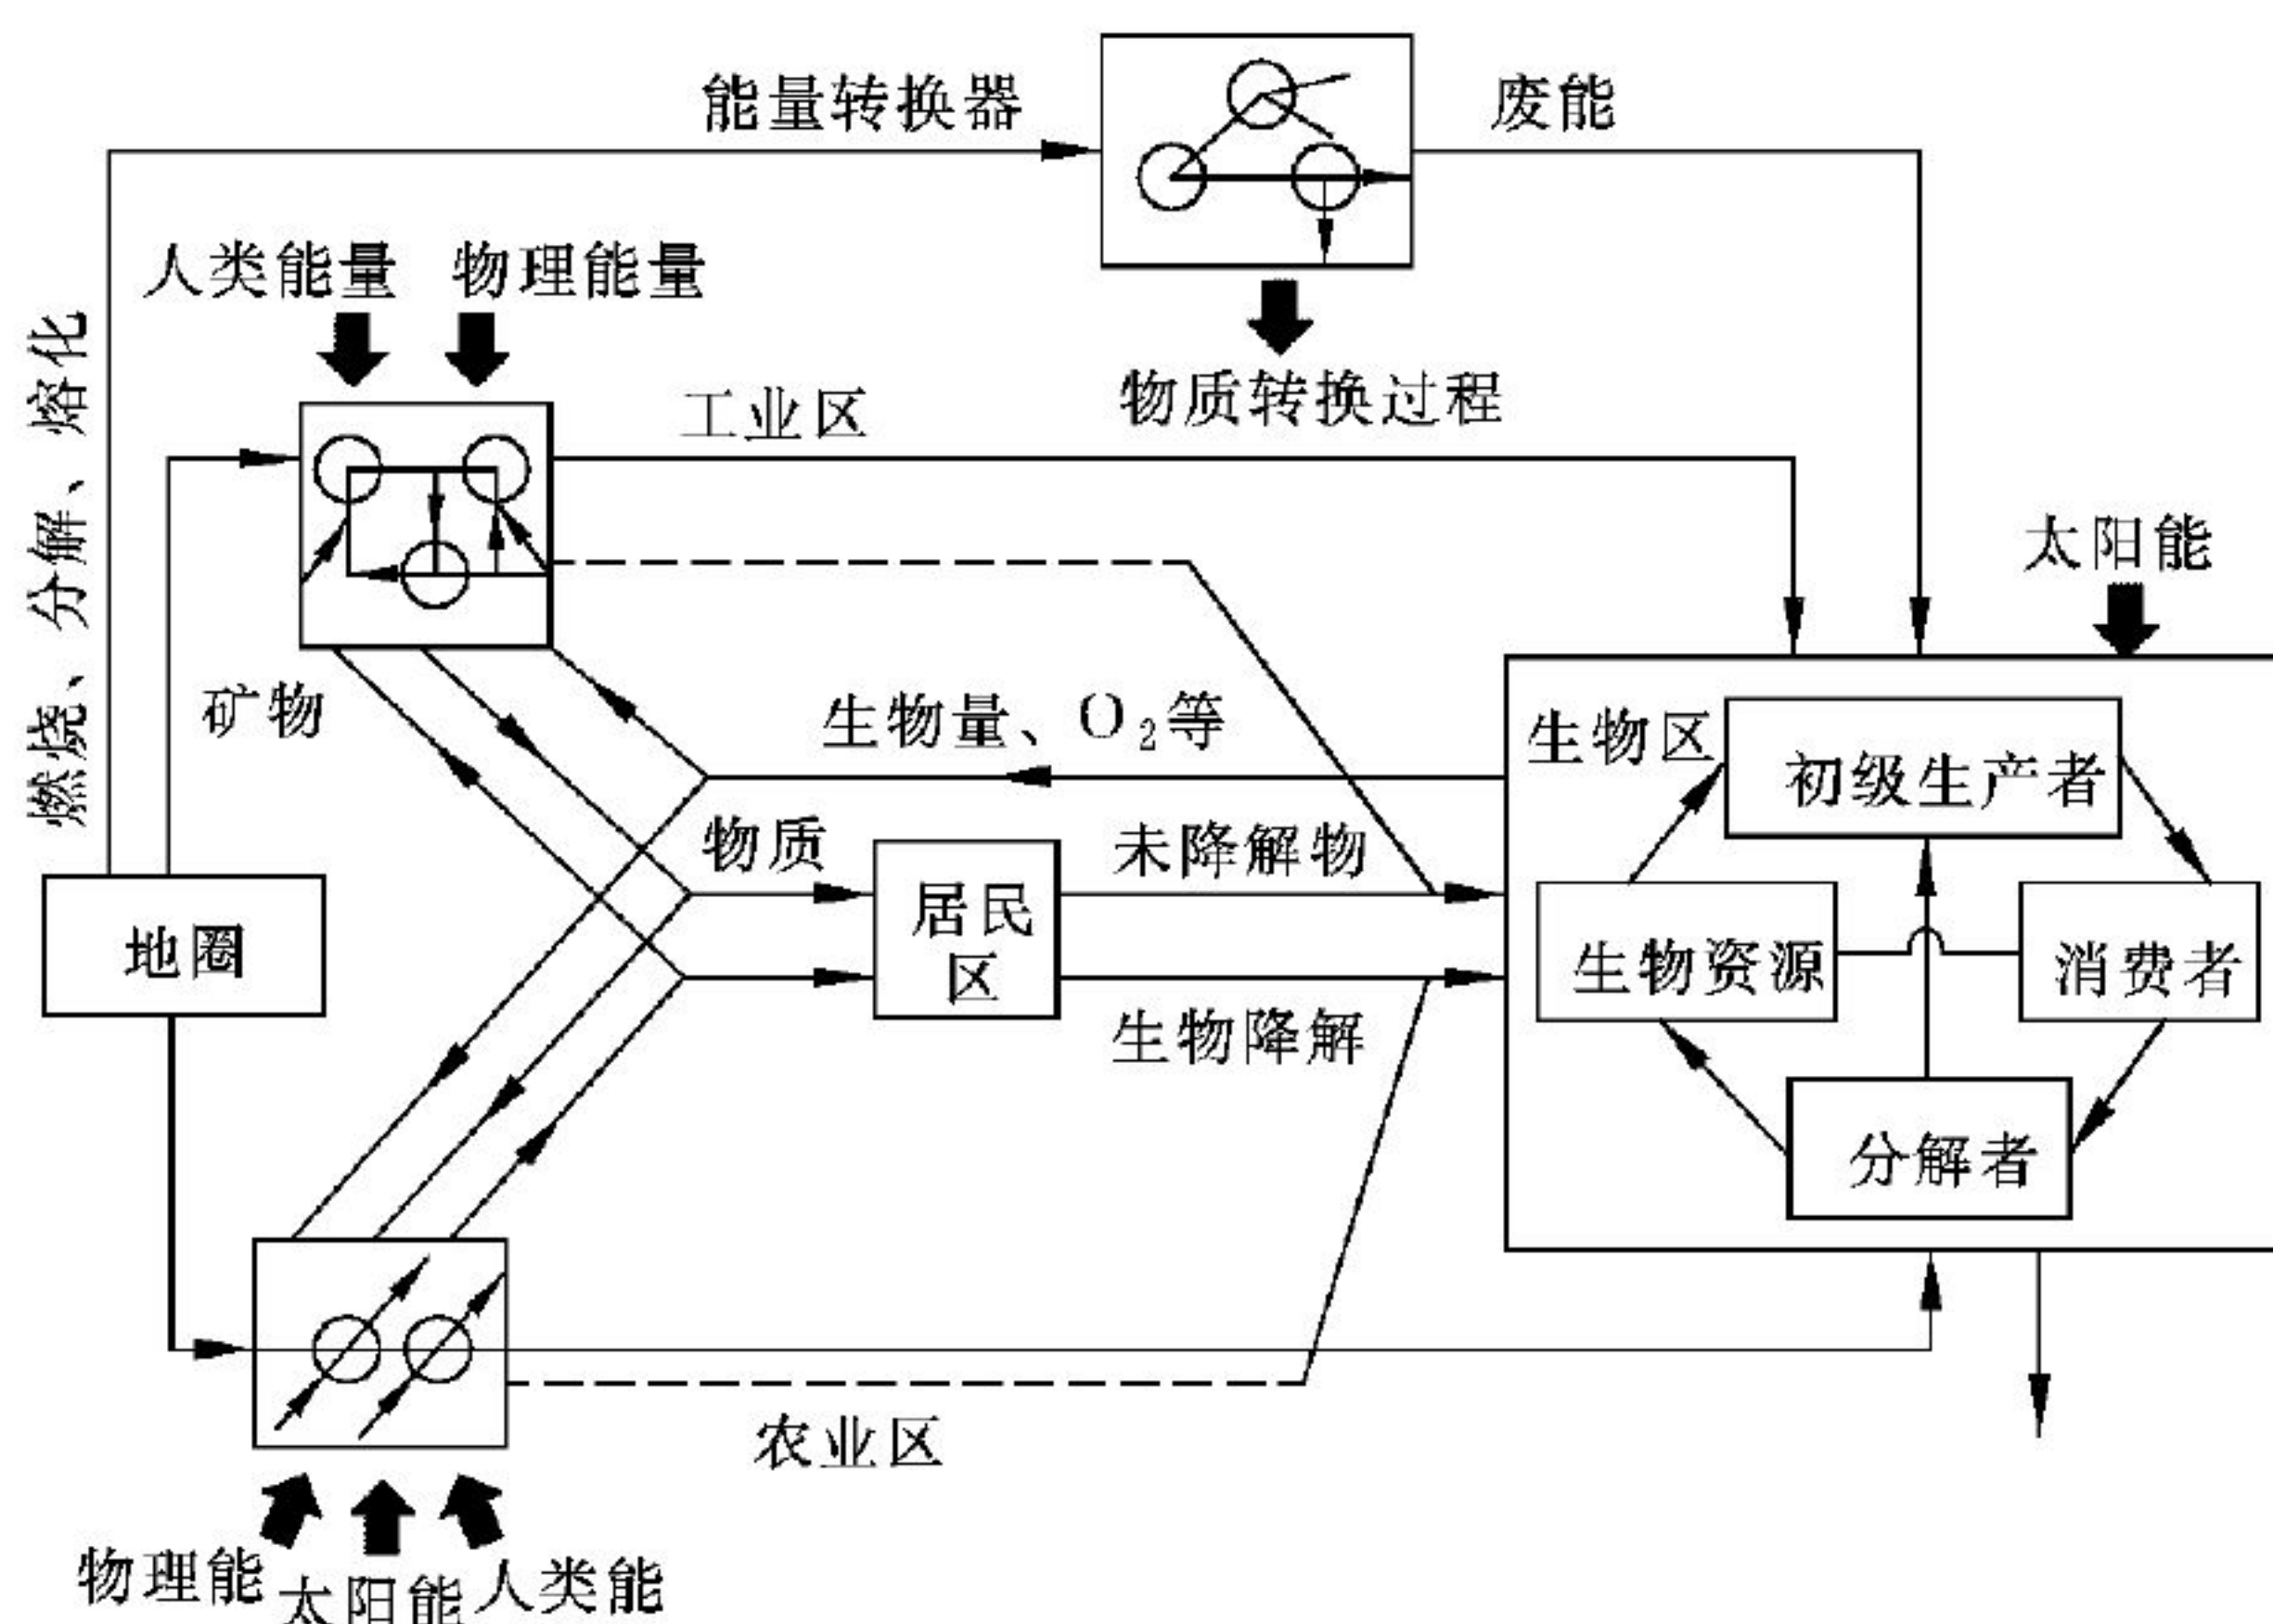 能量转换器
废能
人类能量 物理能量
物质转换过程
燃烧、分解、熔化
工业区
太阳能
矿物
生物量、O₂等
生物区
初级生产者
物质
未降解物
居民区
地圈
生物资源
消费者
生物降解
分解者
农业区
物理能
太阳能
人类能